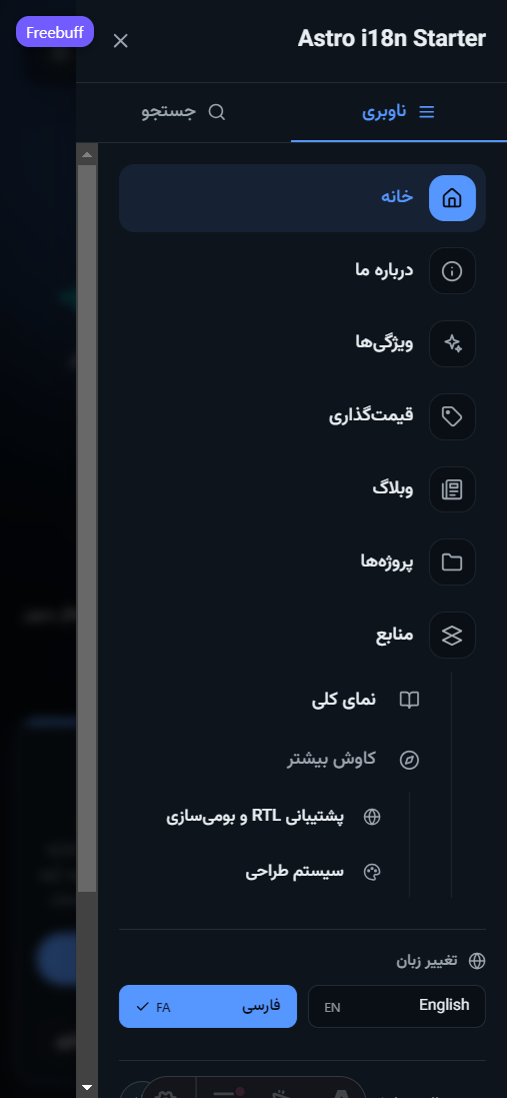 Freebuff
Astro i18n Starter
ناوبری
جستجو
خانه
درباره ما
ویژگی‌ها
قیمت‌گذاری
وبلاگ
پروژه‌ها
منابع
نمای کلی
کاوش بیشتر
پشتیبانی RTL و بومی‌سازی
سیستم طراحی
تغییر زبان
English EN
فارسی FA